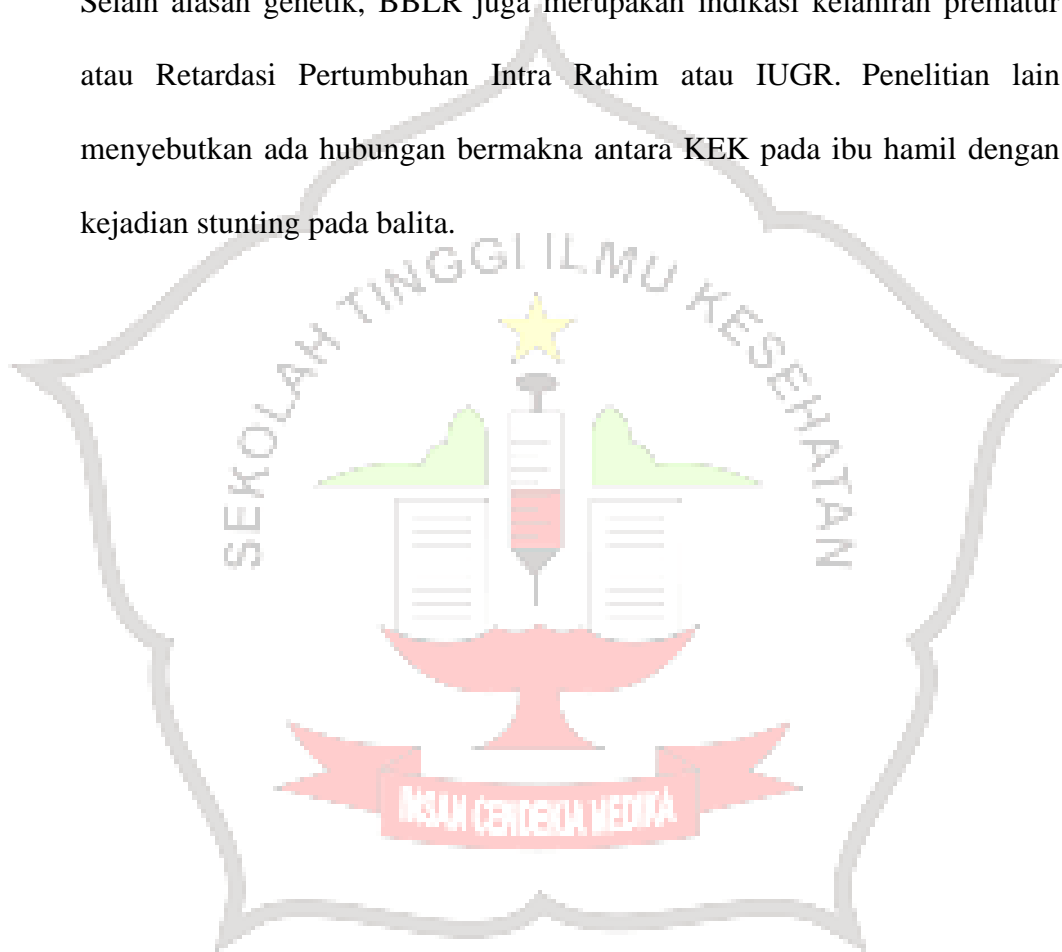 Selain alasan genetik, BBLR juga merupakan indikasi kelahiran prematur
atau Retardasi Pertumbuhan Intra Rahim atau IUGR. Penelitian lain
menyebutkan ada hubungan bermakna antara KEK pada ibu hamil dengan
kejadian stunting pada balita.
SEKOLAH TINGGI ILMU KESEHATAN
INSAN CENDEKIA MEDIKA